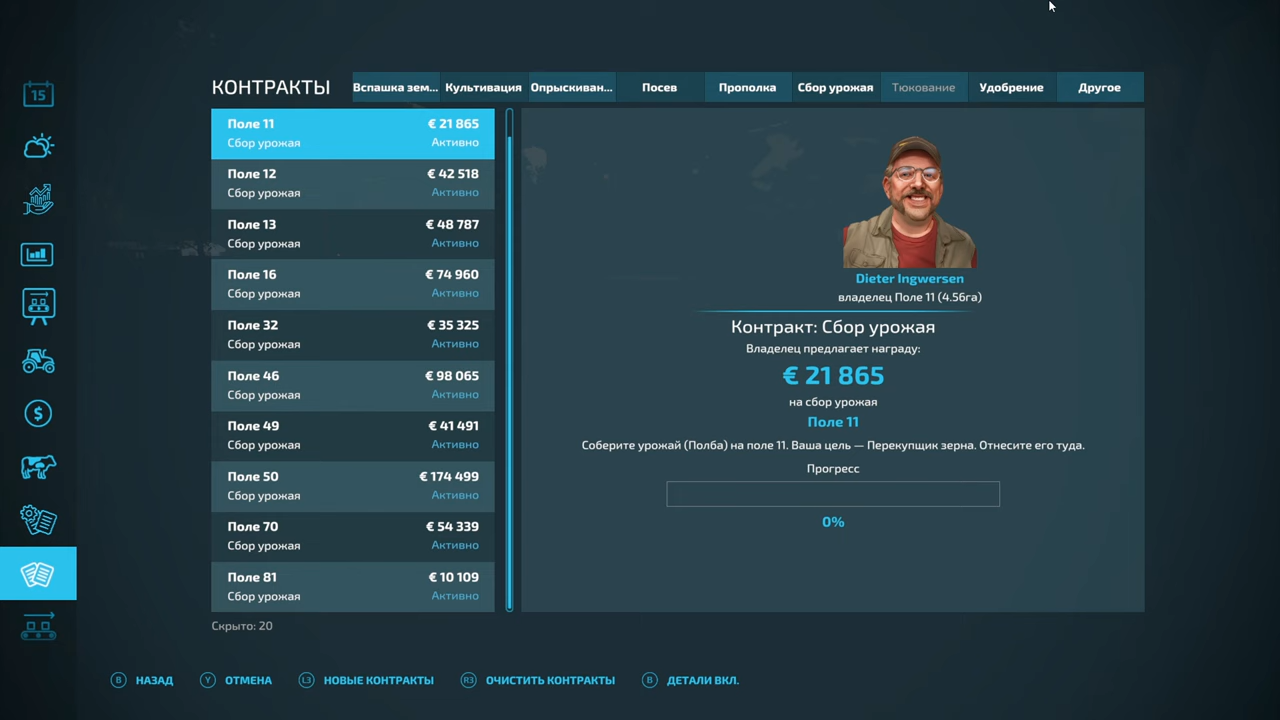 15
КОНТРАКТЫ
Вспашка зем...
Культивация
Опрыскиван...
Посев
Прополка
Сбор урожая
Тюкование
Удобрение
Другое
Поле 11 € 21 865
Сбор урожая Активно
Поле 12 € 42 518
Сбор урожая Активно
Поле 13 € 48 787
Сбор урожая Активно
Поле 16 € 74 960
Сбор урожая Активно
Поле 32 € 35 325
Сбор урожая Активно
Поле 46 € 98 065
Сбор урожая Активно
Поле 49 € 41 491
Сбор урожая Активно
Поле 50 € 174 499
Сбор урожая Активно
Поле 70 € 54 339
Сбор урожая Активно
Поле 81 € 10 109
Сбор урожая Активно
Скрыто: 20
Dieter Ingwersen
владелец Поле 11 (4.56га)
Контракт: Сбор урожая
Владелец предлагает награду:
€ 21 865
на сбор урожая
Поле 11
Соберите урожай (Полба) на поле 11. Ваша цель — Перекупщик зерна. Отнесите его туда.
Прогресс
0%
B НАЗАД
Y ОТМЕНА
L3 НОВЫЕ КОНТРАКТЫ
R3 ОЧИСТИТЬ КОНТРАКТЫ
B ДЕТАЛИ ВКЛ.